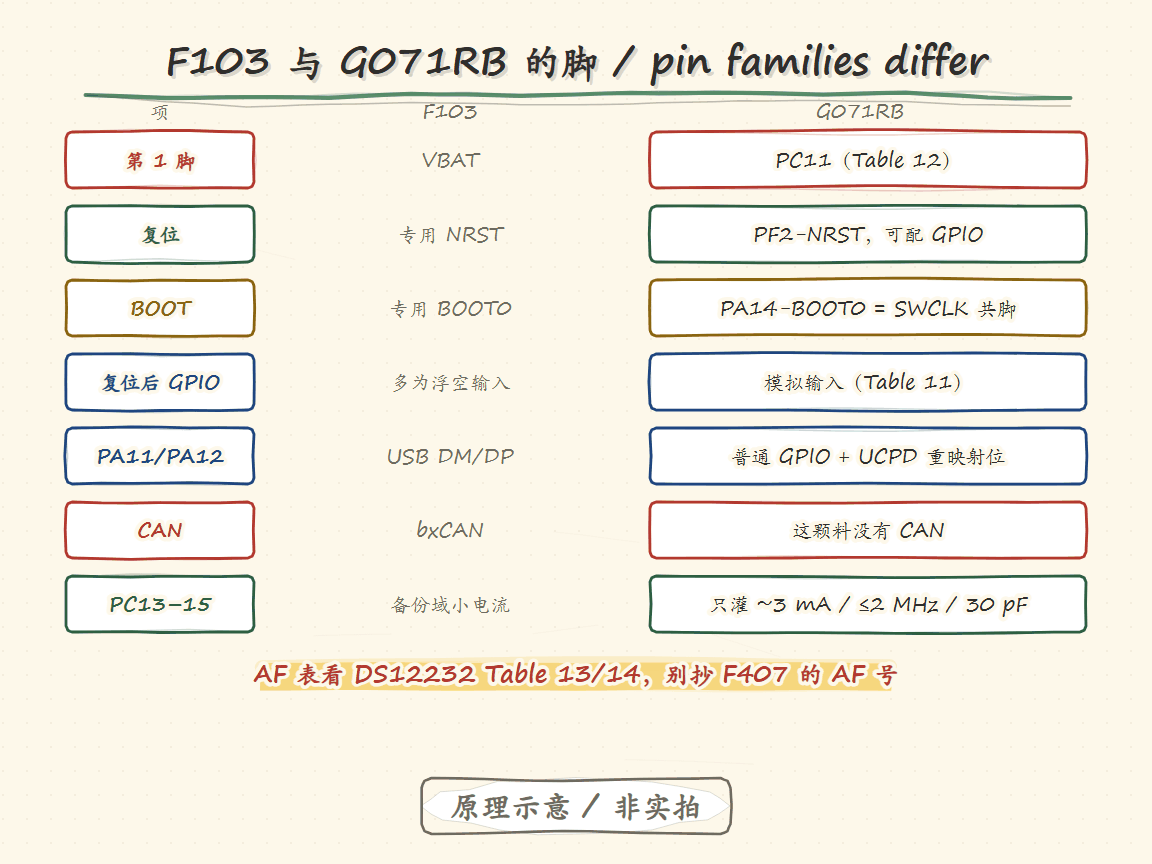 F103 与 G071RB 的脚 / pin families differ
项 F103 G071RB
第 1 脚 VBAT PC11（Table 12）
复位 专用 NRST PF2-NRST，可配 GPIO
BOOT 专用 BOOT0 PA14-BOOT0 = SWCLK 共脚
复位后 GPIO 多为浮空输入 模拟输入（Table 11）
PA11/PA12 USB DM/DP 普通 GPIO + UCPD 重映射位
CAN bxCAN 这颗料没有 CAN
PC13–15 备份域小电流 只灌 ~3 mA / ≤2 MHz / 30 pF
AF 表看 DS12232 Table 13/14，别抄 F407 的 AF 号
原理示意 / 非实拍